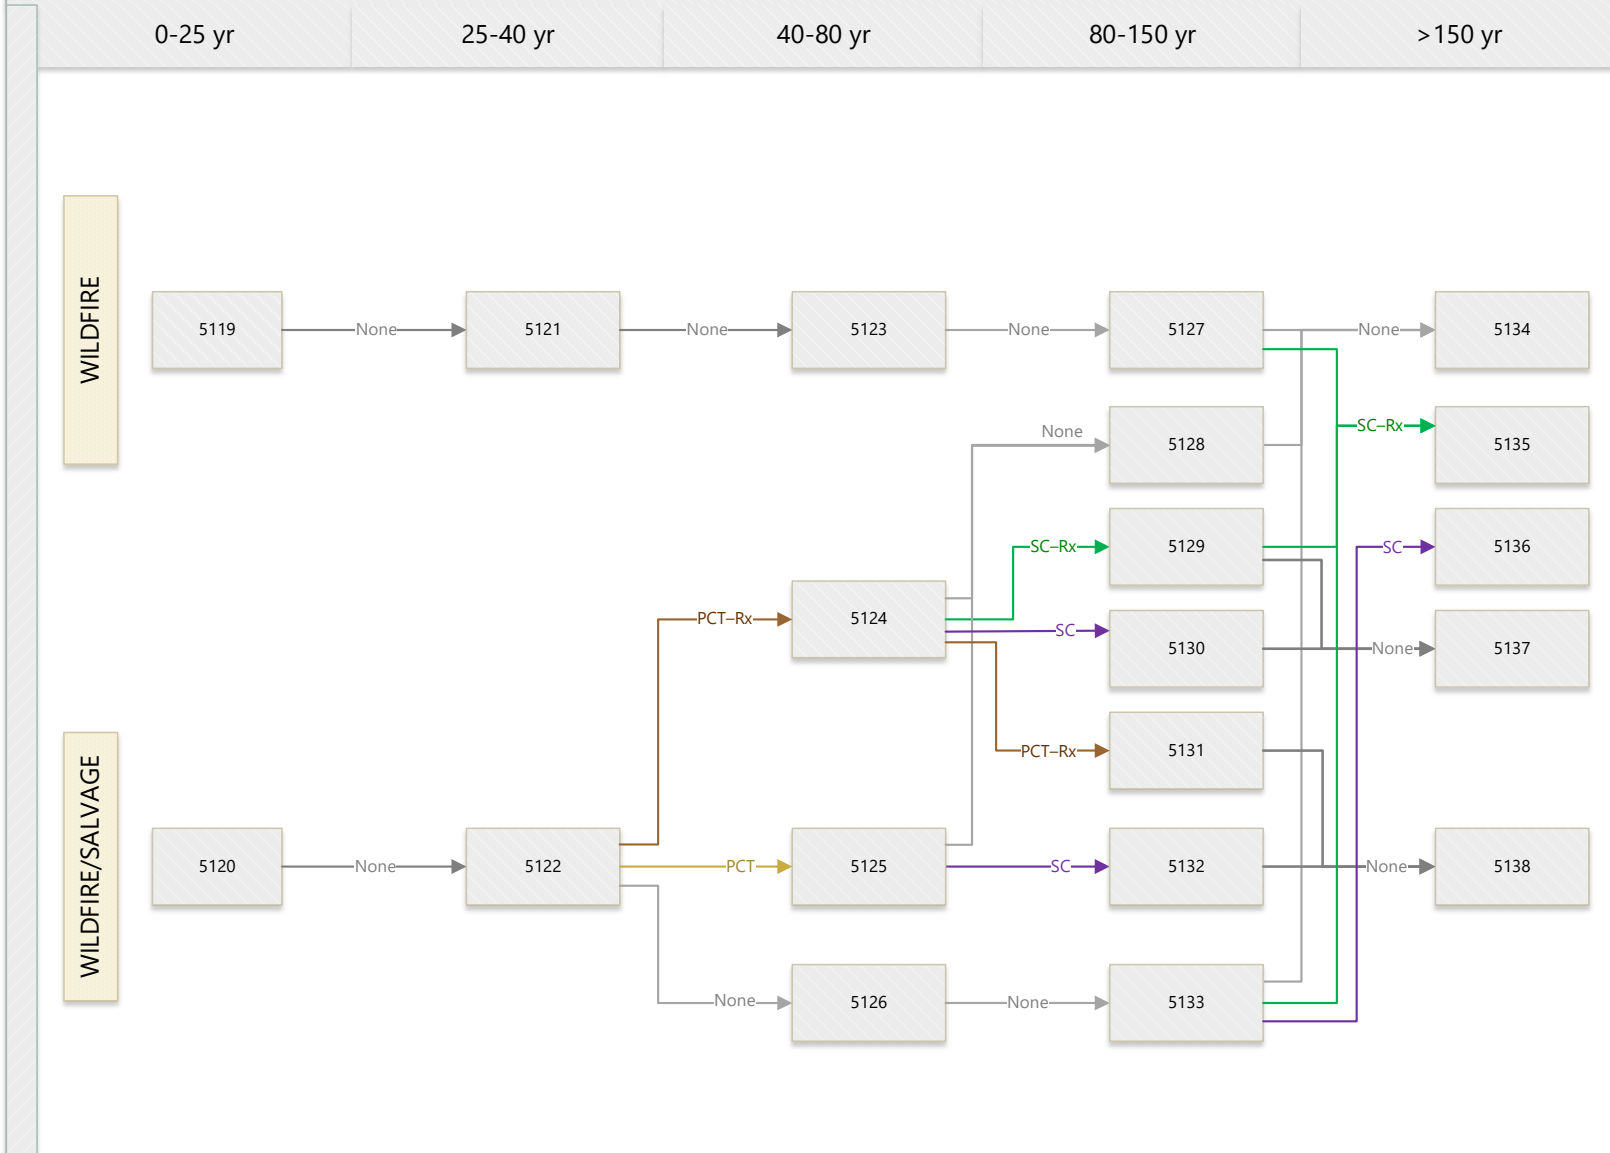 0-25 yr
25-40 yr
40-80 yr
80-150 yr
>150 yr
WILDFIRE
5119
None
5121
None
5123
None
5127
None
5134
None
5128
SC–Rx
5135
SC–Rx
5129
SC
5136
PCT–Rx
5124
SC
5130
None
5137
PCT–Rx
5131
WILDFIRE/SALVAGE
5120
None
5122
PCT
5125
SC
5132
None
5138
None
5126
None
5133